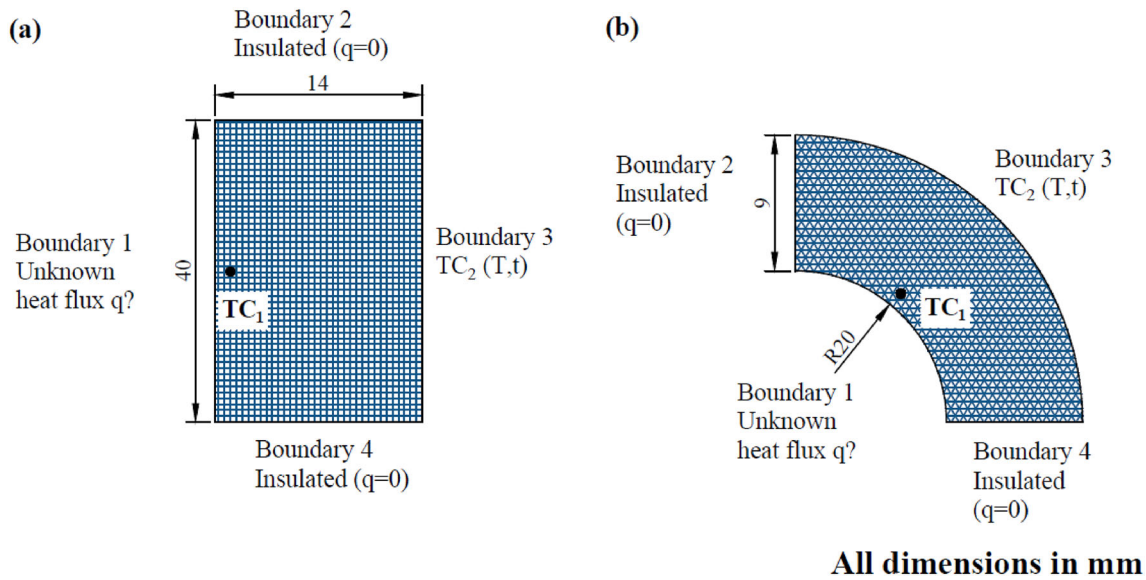 (a)
Boundary 2
Insulated (q=0)
14
Boundary 1
Unknown
heat flux q?
40
TC₁
Boundary 3
TC₂ (T,t)
Boundary 4
Insulated (q=0)
(b)
Boundary 2
Insulated
(q=0)
9
Boundary 3
TC₂ (T,t)
TC₁
R20
Boundary 1
Unknown
heat flux q?
Boundary 4
Insulated
(q=0)
All dimensions in mm